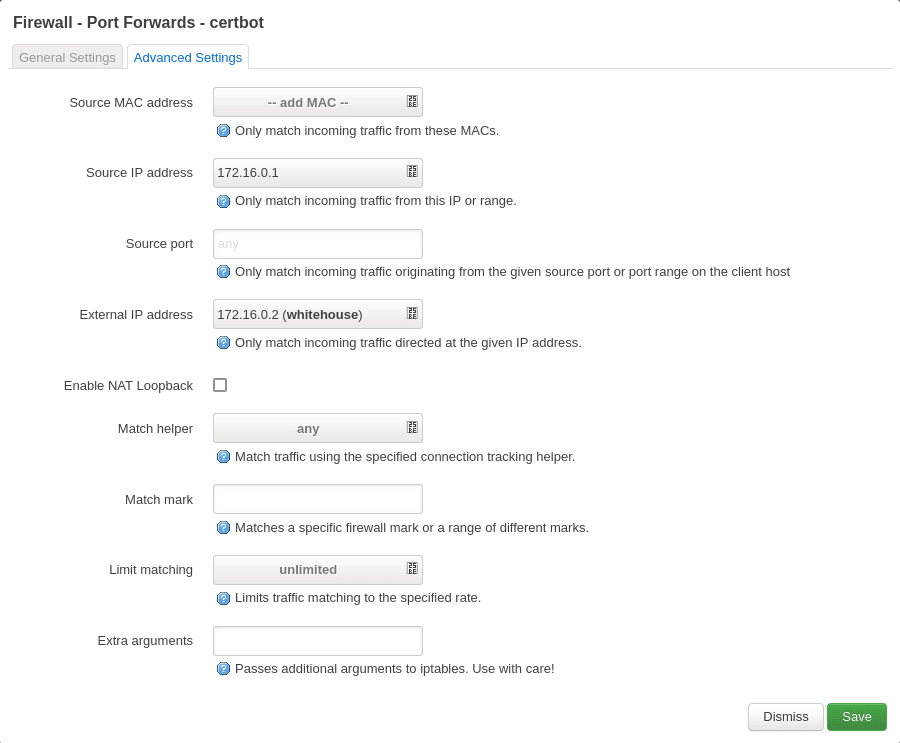 Firewall - Port Forwards - certbot
General Settings
Advanced Settings
Source MAC address
-- add MAC --
Only match incoming traffic from these MACs.
Source IP address
172.16.0.1
Only match incoming traffic from this IP or range.
Source port
any
Only match incoming traffic originating from the given source port or port range on the client host
External IP address
172.16.0.2 (whitehouse)
Only match incoming traffic directed at the given IP address.
Enable NAT Loopback
Match helper
any
Match traffic using the specified connection tracking helper.
Match mark
Matches a specific firewall mark or a range of different marks.
Limit matching
unlimited
Limits traffic matching to the specified rate.
Extra arguments
Passes additional arguments to iptables. Use with care!
Dismiss
Save